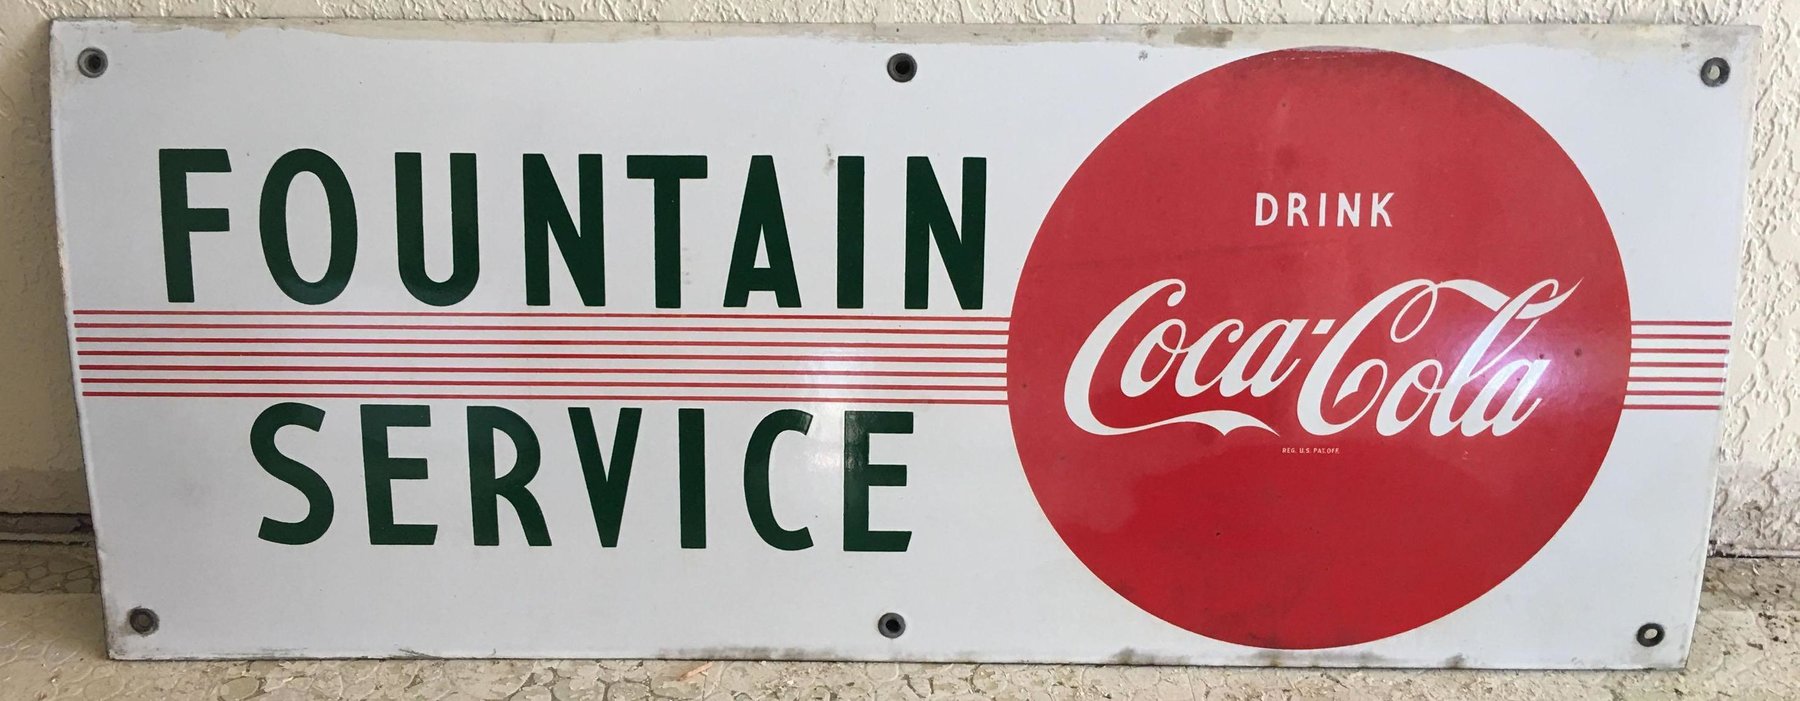 FOUNTAIN
SERVICE
DRINK
Coca-Cola
REG. U.S. PAT. OFF.